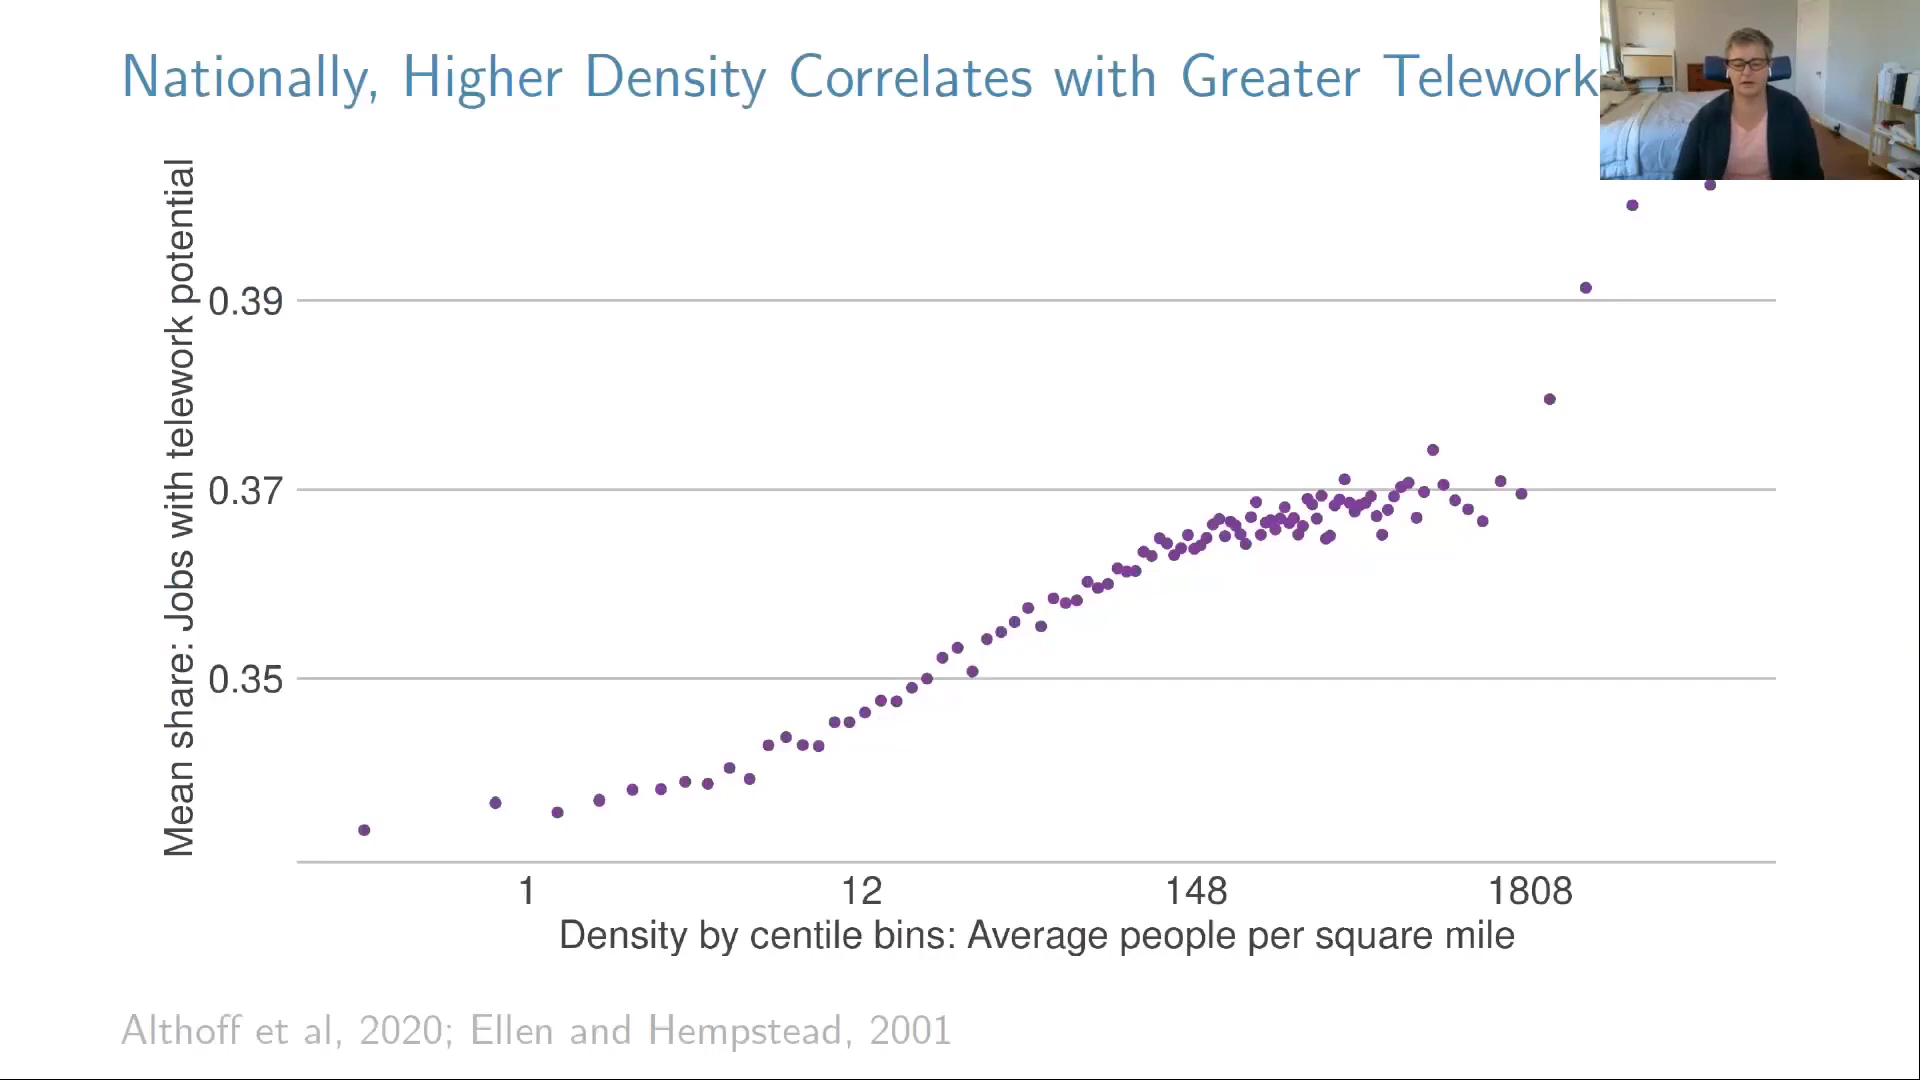 Nationally, Higher Density Correlates with Greater Telework
Mean share: Jobs with telework potential
0.39
0.37
0.35
1 12 148 1808
Density by centile bins: Average people per square mile
Althoff et al, 2020; Ellen and Hempstead, 2001